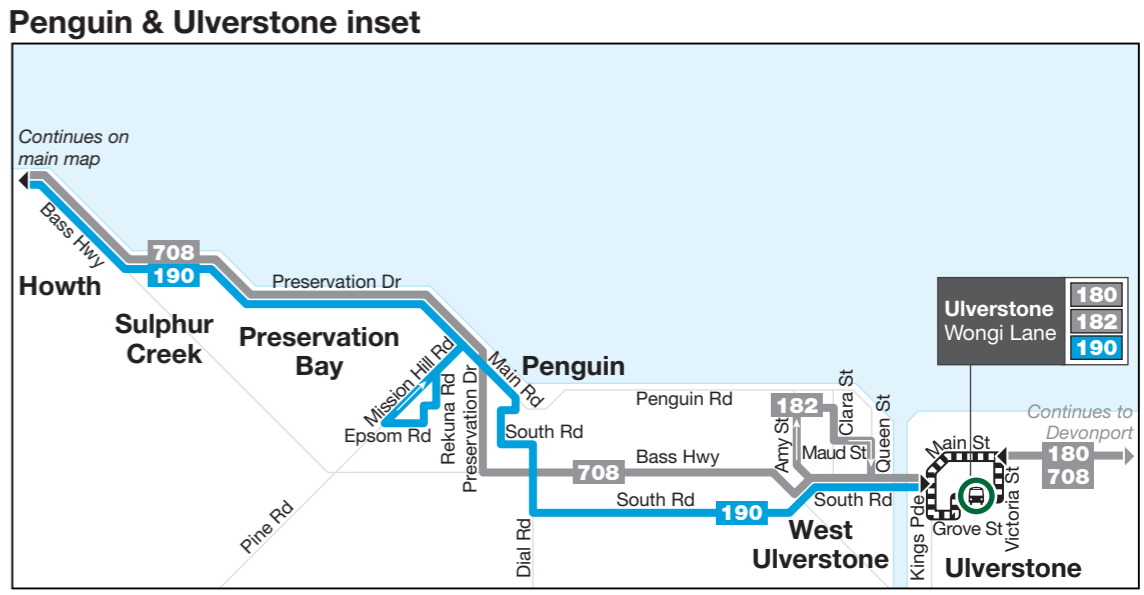 Penguin & Ulverstone inset
Continues on
main map
Bass Hwy
Howth
708
190
Sulphur
Creek
Preservation Dr
Preservation
Bay
Mission Hill Rd
Epsom Rd
Rekuna Rd
Preservation Dr
Main Rd
Penguin
South Rd
Pine Rd
Dial Rd
708
Bass Hwy
South Rd
190
Penguin Rd
182
Amy St
Clara St
Maud St
Queen St
South Rd
West
Ulverstone
Ulverstone
Wongi Lane
180
182
190
Continues to
Devonport
180
708
Main St
Kings Pde
Grove St
Victoria St
Ulverstone